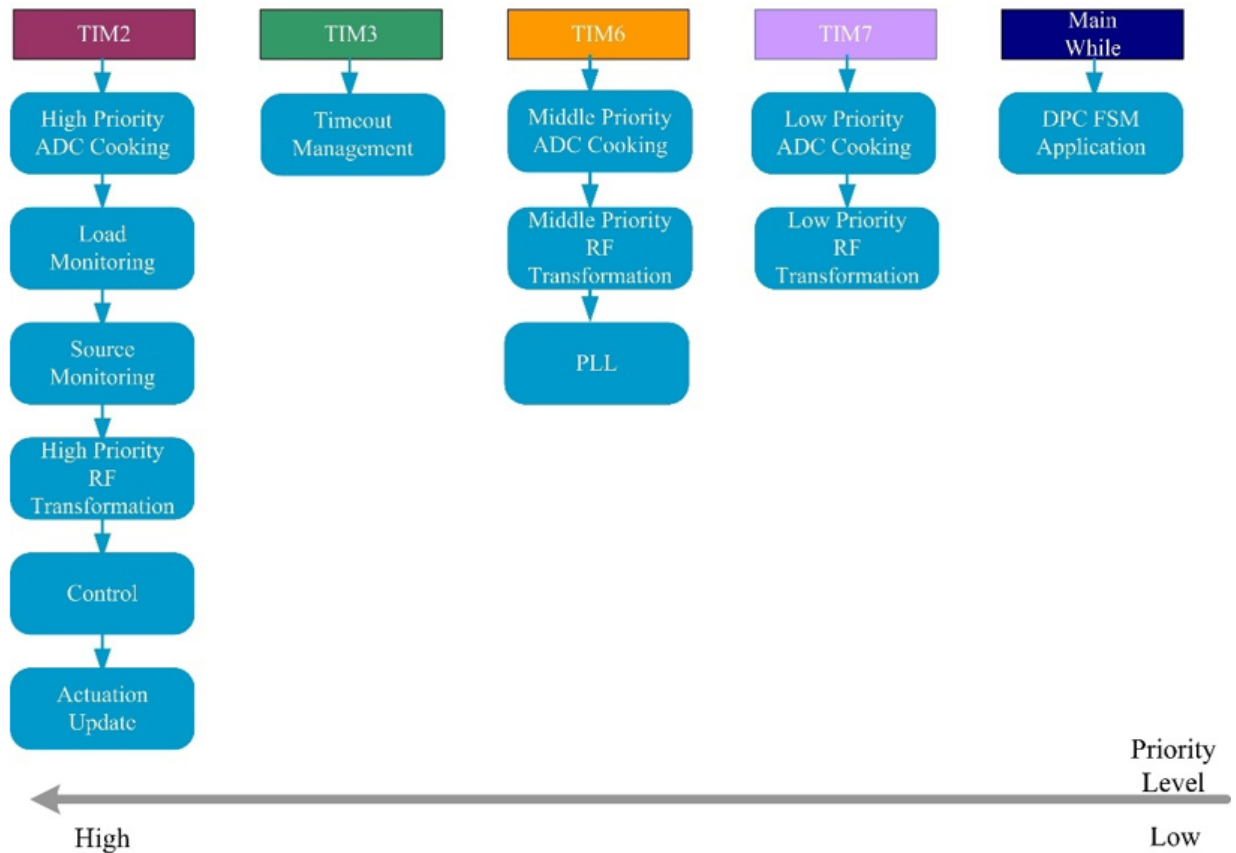 TIM2
High Priority
ADC Cooking
Load
Monitoring
Source
Monitoring
High Priority
RF
Transformation
Control
Actuation
Update
TIM3
Timeout
Management
TIM6
Middle Priority
ADC Cooking
Middle Priority
RF
Transformation
PLL
TIM7
Low Priority
ADC Cooking
Low Priority
RF
Transformation
Main
While
DPC FSM
Application
Priority
Level
High
Low